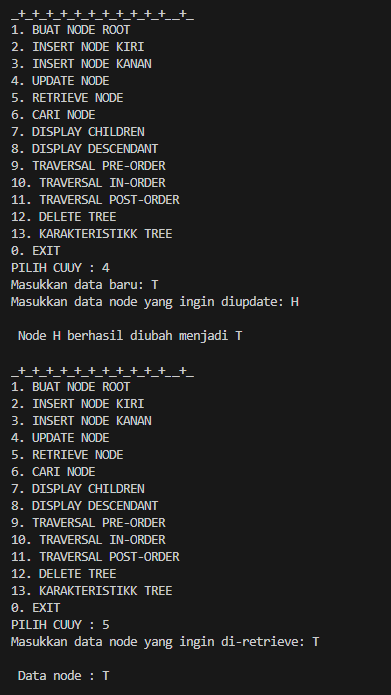 _+_+_+_+_+_+_+_+_+_+_+__+_
1. BUAT NODE ROOT
2. INSERT NODE KIRI
3. INSERT NODE KANAN
4. UPDATE NODE
5. RETRIEVE NODE
6. CARI NODE
7. DISPLAY CHILDREN
8. DISPLAY DESCENDANT
9. TRAVERSAL PRE-ORDER
10. TRAVERSAL IN-ORDER
11. TRAVERSAL POST-ORDER
12. DELETE TREE
13. KARAKTERISTIKK TREE
0. EXIT
PILIH CUUY : 4
Masukkan data baru: T
Masukkan data node yang ingin diupdate: H
Node H berhasil diubah menjadi T
_+_+_+_+_+_+_+_+_+_+_+__+_
1. BUAT NODE ROOT
2. INSERT NODE KIRI
3. INSERT NODE KANAN
4. UPDATE NODE
5. RETRIEVE NODE
6. CARI NODE
7. DISPLAY CHILDREN
8. DISPLAY DESCENDANT
9. TRAVERSAL PRE-ORDER
10. TRAVERSAL IN-ORDER
11. TRAVERSAL POST-ORDER
12. DELETE TREE
13. KARAKTERISTIKK TREE
0. EXIT
PILIH CUUY : 5
Masukkan data node yang ingin di-retrieve: T
Data node : T